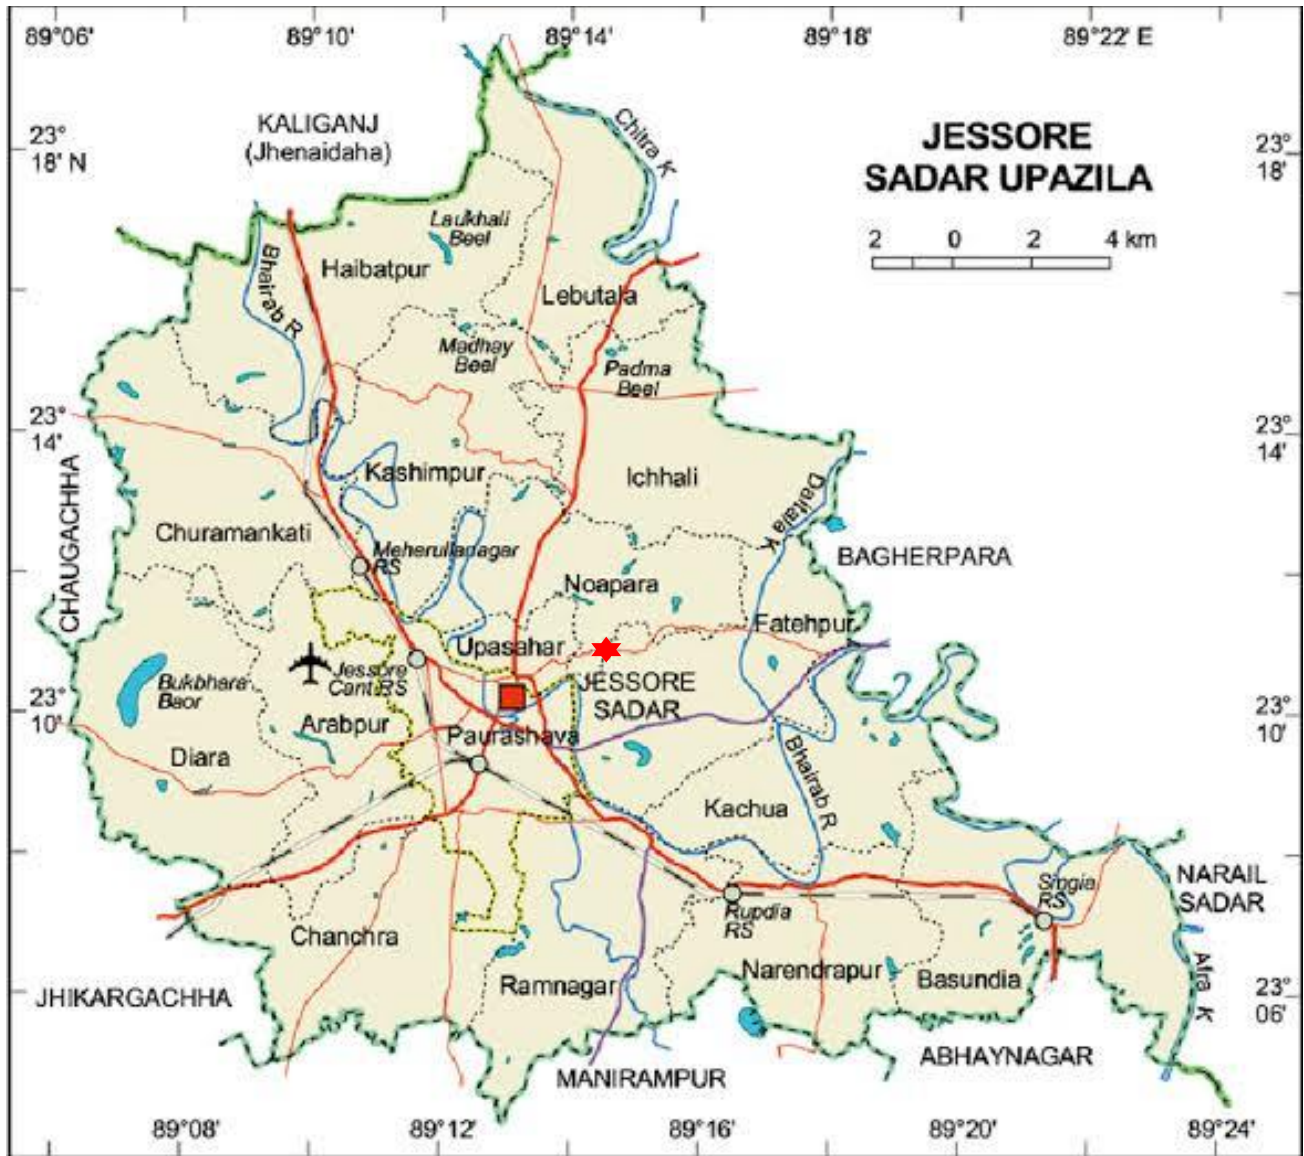 89°06'
89°10'
89°14'
89°18'
89°22' E
KALIGANJ
(Jhenaidaha)
Chitra K
JESSORE
SADAR UPAZILA
23°
18' N
23°
18'
2 0 2 4 km
Laukhali
Beel
Haibatpur
Bhairab R
Lebutala
Madhay
Beel
Padma
Beel
23°
14'
23°
14'
Kashimpur
Ichhali
Daitala K
CHAUGACHHA
Churamankati
Meherullanagar
RS
BAGHERPARA
Noapara
Fatehpur
Upasahar
Jessore
Cant RS
Bukbhara
Baor
JESSORE
SADAR
23°
10'
23°
10'
Arabpur
Paurashava
Diara
Bhairab R
Kachua
Singia
RS
NARAIL
SADAR
Rupdia
RS
Chanchra
Narendrapur
Basundia
Ramnagar
Afra K
JHIKARGACHHA
23°
06'
ABHAYNAGAR
MANIRAMPUR
89°08'
89°12'
89°16'
89°20'
89°24'